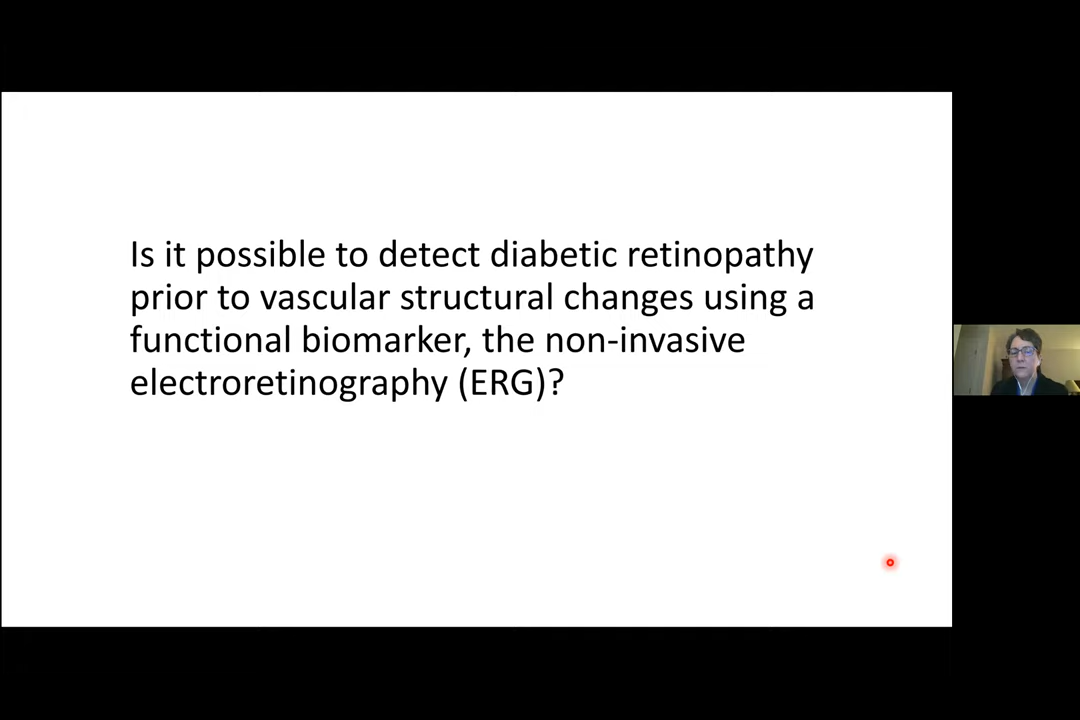 Is it possible to detect diabetic retinopathy
prior to vascular structural changes using a
functional biomarker, the non-invasive
electroretinography (ERG)?